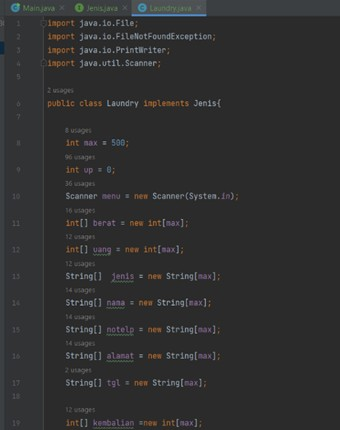 Main.java × Jenis.java × Laundry.java ×
1 import java.io.File;
2 import java.io.FileNotFoundException;
3 import java.io.PrintWriter;
4 import java.util.Scanner;
5
2 usages
6 public class Laundry implements Jenis{
7
8 usages
8 int max = 500;
96 usages
9 int up = 0;
36 usages
10 Scanner menu = new Scanner(System.in);
16 usages
11 int[] berat = new int[max];
12 usages
12 int[] uang = new int[max];
12 usages
13 String[] jenis = new String[max];
14 usages
14 String[] nama = new String[max];
14 usages
15 String[] notelp = new String[max];
14 usages
16 String[] alamat = new String[max];
2 usages
17 String[] tgl = new String[max];
18
12 usages
19 int[] kembalian =new int[max];